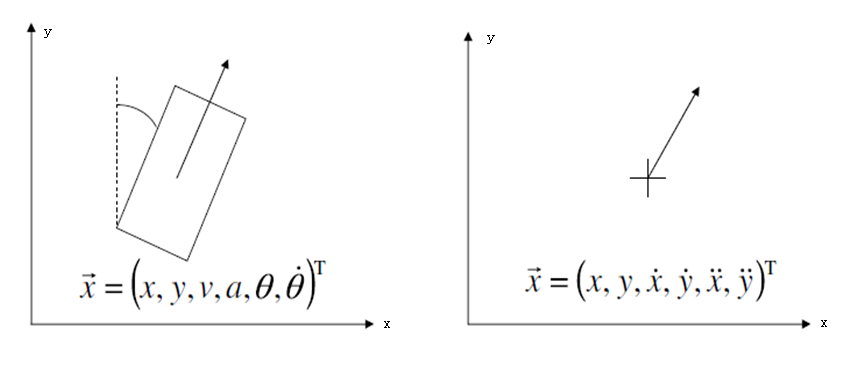 y
x⃗ = (x, y, v, a, θ, θ̇)ᵀ
x
y
x⃗ = (x, y, ẋ, ẏ, ẍ, ÿ)ᵀ
x